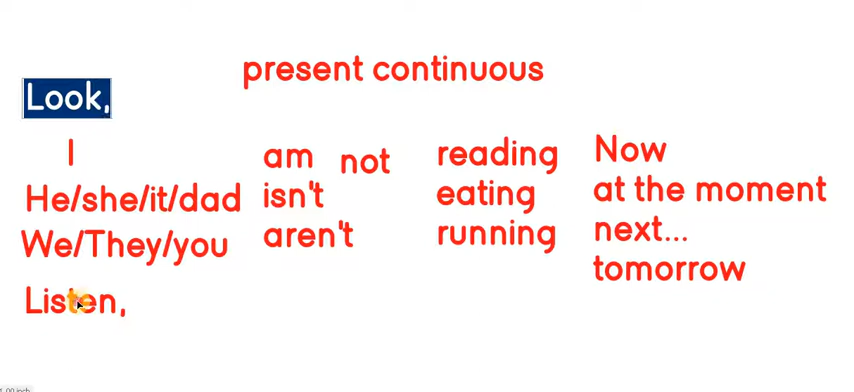 present continuous
Look,
I am not reading Now
He/she/it/dad isn't eating at the moment
We/They/you aren't running next...
tomorrow
Listen,